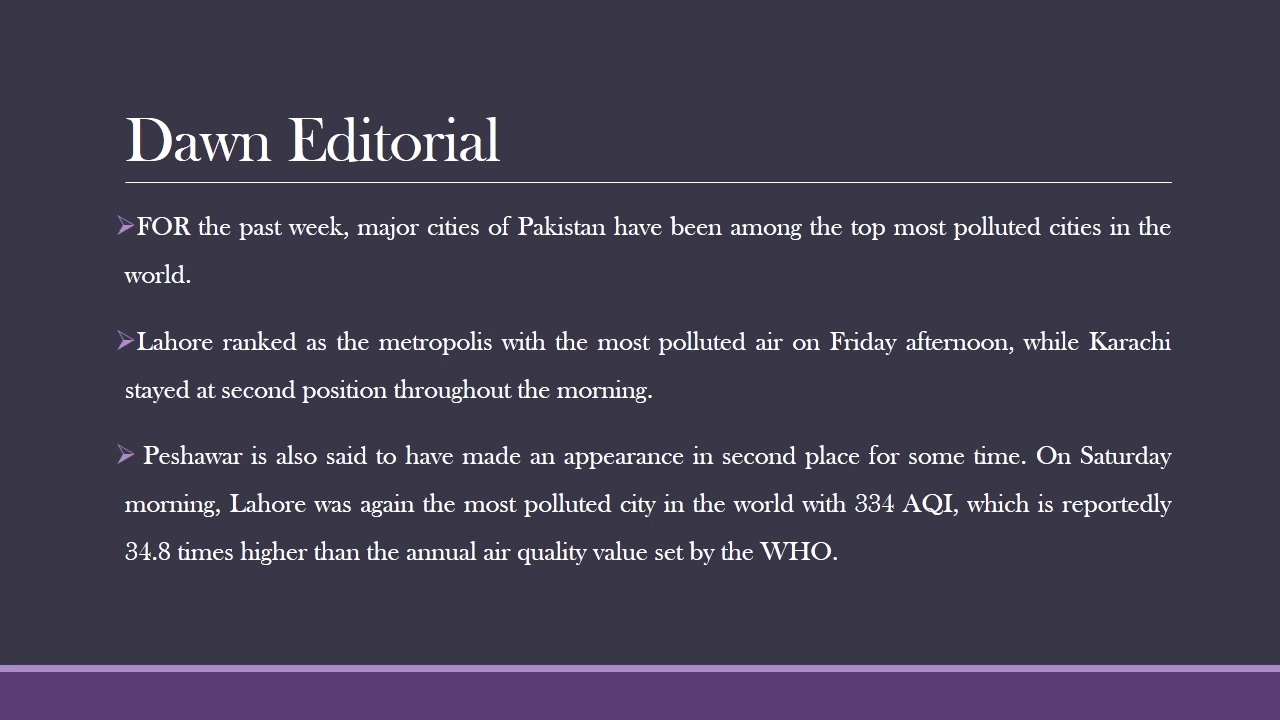 Dawn Editorial
➢FOR the past week, major cities of Pakistan have been among the top most polluted cities in the
world.
➢Lahore ranked as the metropolis with the most polluted air on Friday afternoon, while Karachi
stayed at second position throughout the morning.
➢ Peshawar is also said to have made an appearance in second place for some time. On Saturday
morning, Lahore was again the most polluted city in the world with 334 AQI, which is reportedly
34.8 times higher than the annual air quality value set by the WHO.